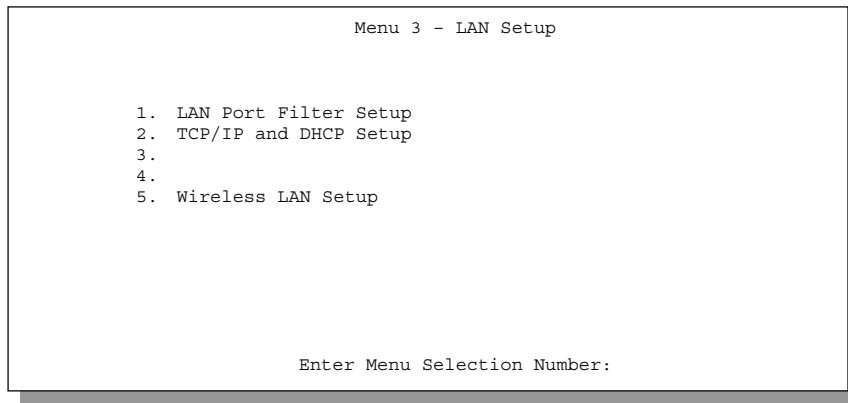 Menu 3 – LAN Setup
1. LAN Port Filter Setup
2. TCP/IP and DHCP Setup
3.
4.
5. Wireless LAN Setup
Enter Menu Selection Number: